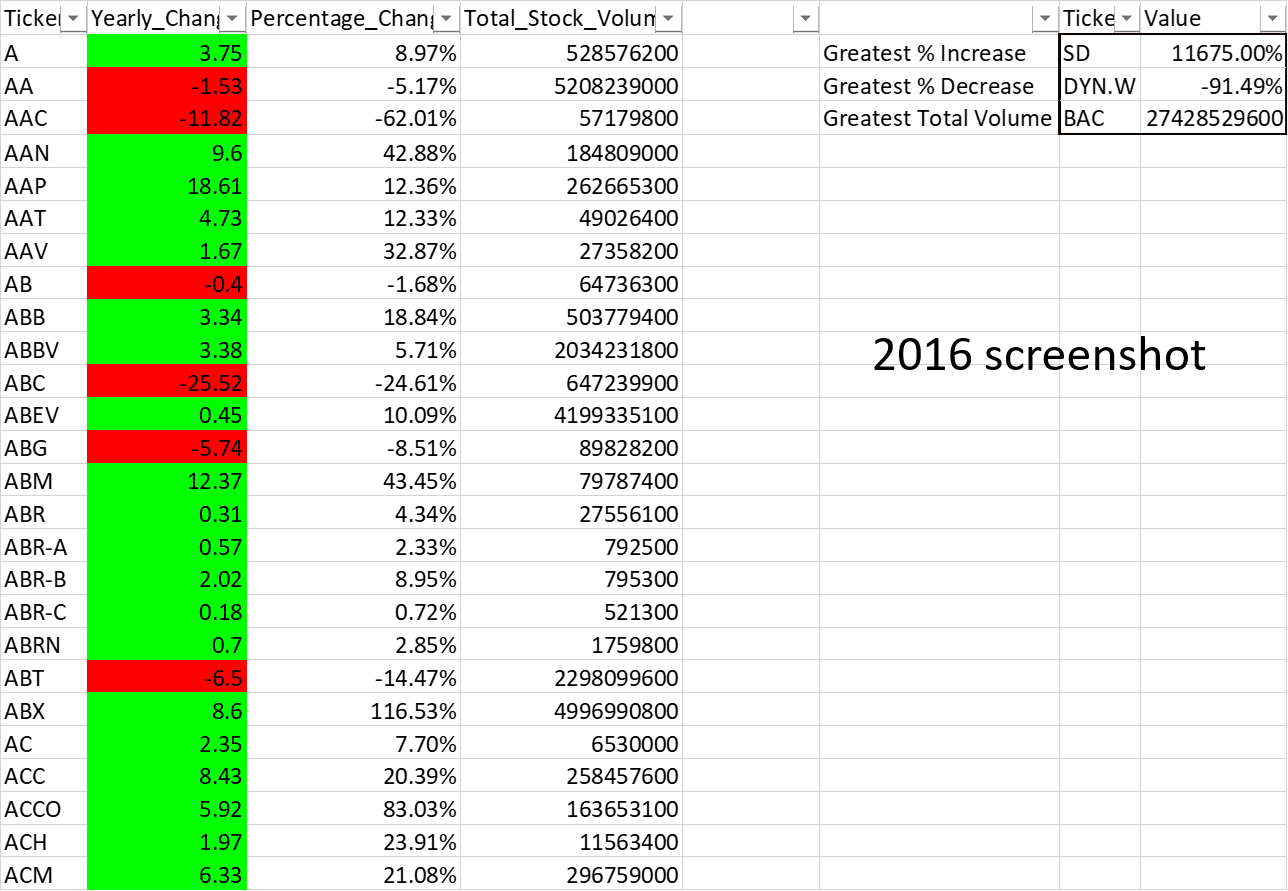 Ticker Yearly_Chang Percentage_Chang Total_Stock_Volum Ticke Value
A 3.75 8.97% 528576200 Greatest % Increase SD 11675.00%
AA -1.53 -5.17% 5208239000 Greatest % Decrease DYN.W -91.49%
AAC -11.82 -62.01% 57179800 Greatest Total Volume BAC 27428529600
AAN 9.6 42.88% 184809000
AAP 18.61 12.36% 262665300
AAT 4.73 12.33% 49026400
AAV 1.67 32.87% 27358200
AB -0.4 -1.68% 64736300
ABB 3.34 18.84% 503779400
ABBV 3.38 5.71% 2034231800
2016 screenshot
ABC -25.52 -24.61% 647239900
ABEV 0.45 10.09% 4199335100
ABG -5.74 -8.51% 89828200
ABM 12.37 43.45% 79787400
ABR 0.31 4.34% 27556100
ABR-A 0.57 2.33% 792500
ABR-B 2.02 8.95% 795300
ABR-C 0.18 0.72% 521300
ABRN 0.7 2.85% 1759800
ABT -6.5 -14.47% 2298099600
ABX 8.6 116.53% 4996990800
AC 2.35 7.70% 6530000
ACC 8.43 20.39% 258457600
ACCO 5.92 83.03% 163653100
ACH 1.97 23.91% 11563400
ACM 6.33 21.08% 296759000